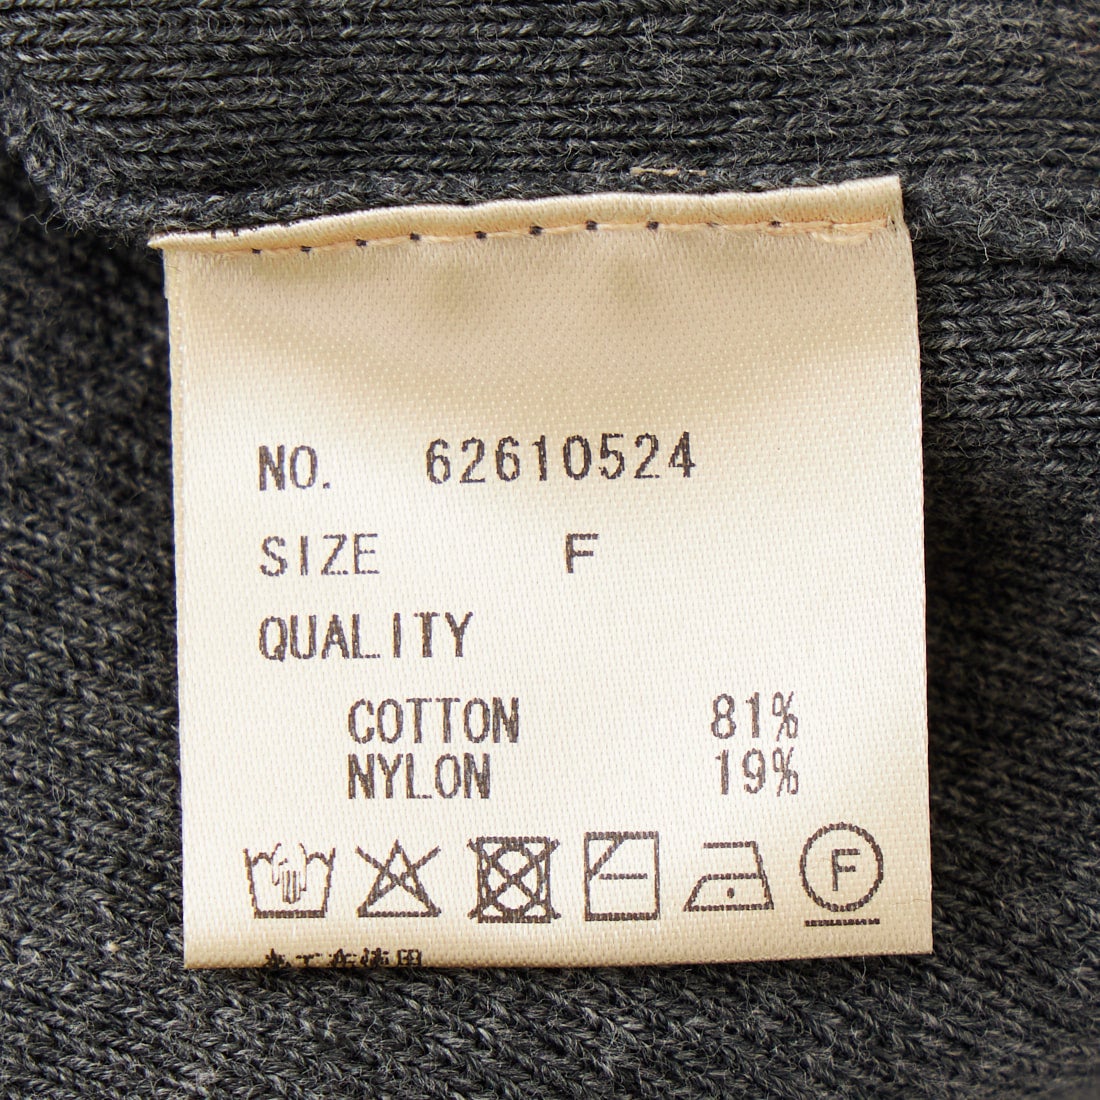 NO. 62610524
SIZE F
QUALITY
COTTON 81%
NYLON 19%
F